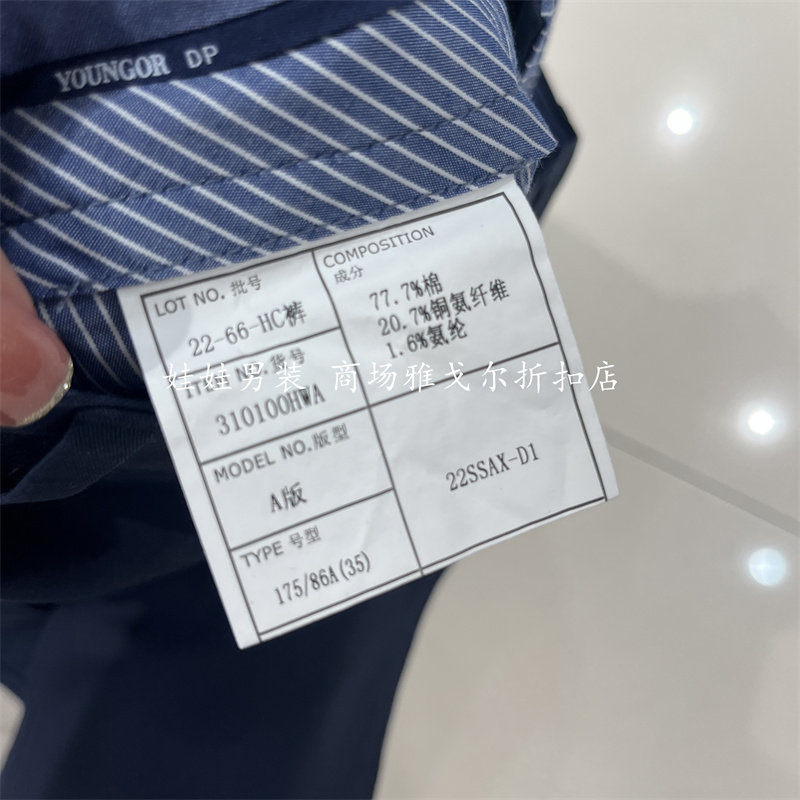 YOUNGOR DP
LOT NO. 批号
22-66-HC裤
ITEM NO.货号
310100HWA
MODEL NO.版型
A版
TYPE 号型
175/86A(35)
COMPOSITION
成分
77.7%棉
20.7%铜氨纤维
1.6%氨纶
22SSAX-D1
娃娃男装 商场雅戈尔折扣店